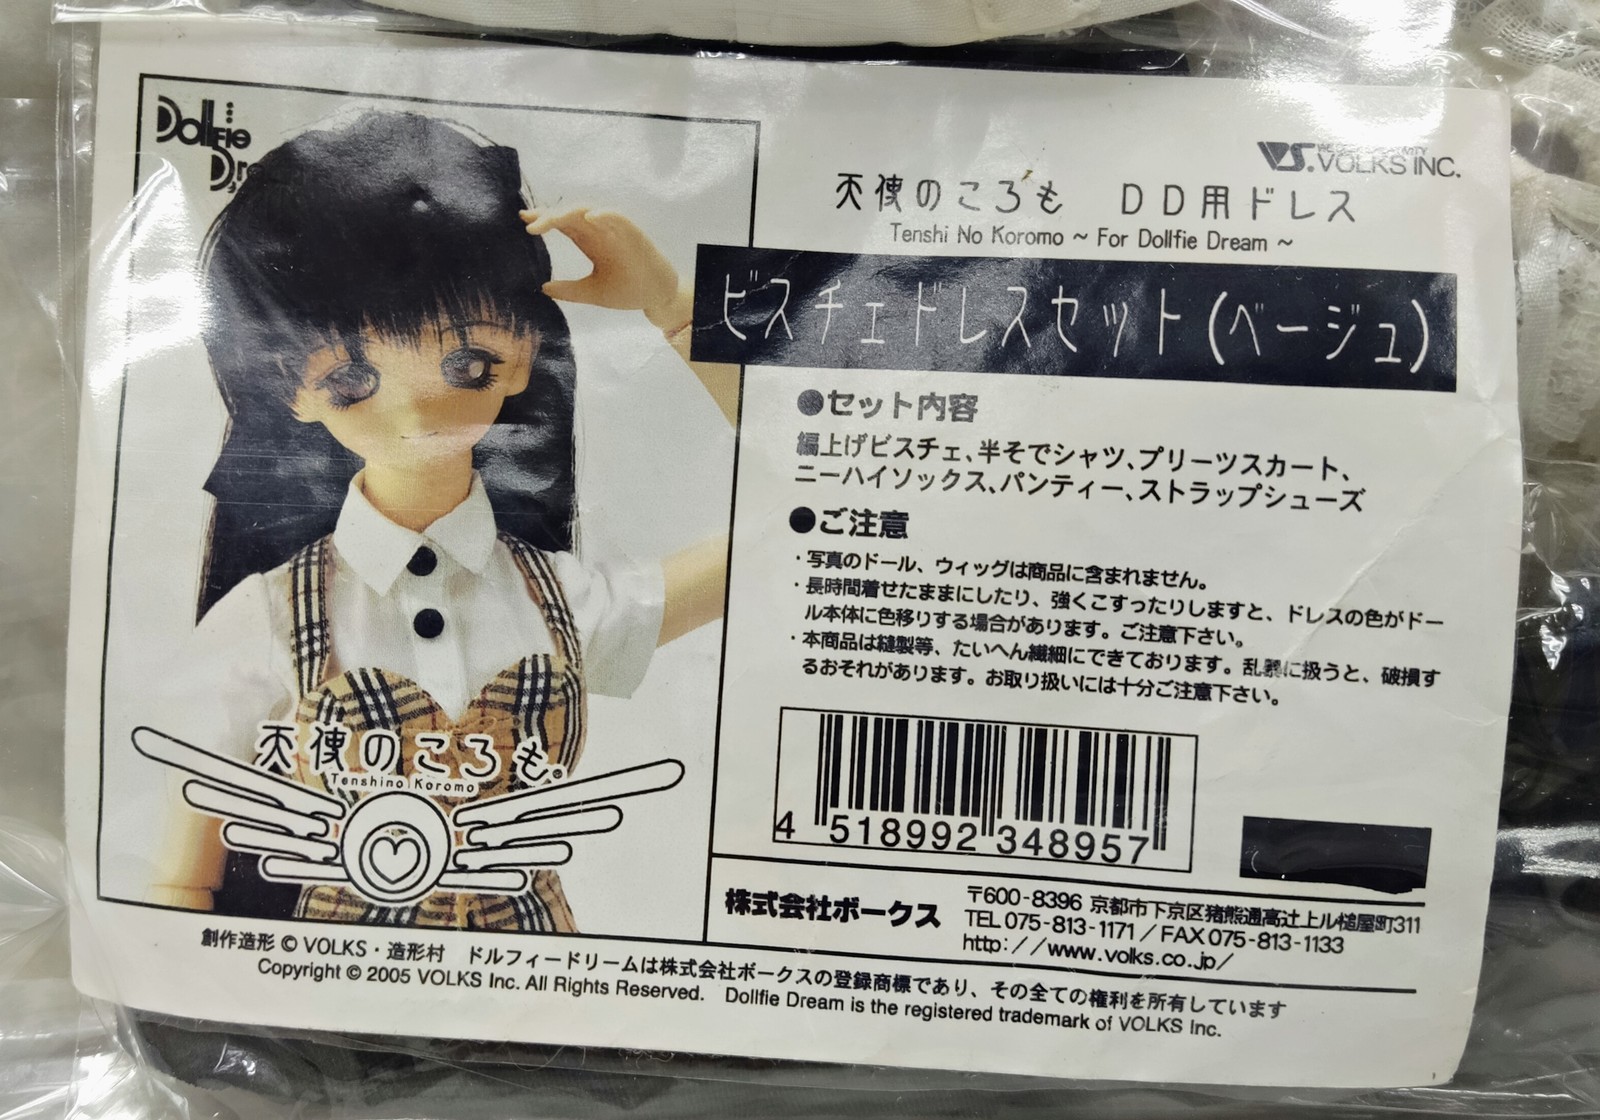 Dollfie
VS. VOLKS INC.
天使のころも DD用ドレス
Tenshi No Koromo ~ For Dollfie Dream ~
ビスチェドレスセット(ベージュ)
●セット内容
編上げビスチェ、半そでシャツ、プリーツスカート、
ニーハイソックス、パンティー、ストラップシューズ
●ご注意
・写真のドール、ウィッグは商品に含まれません。
・長時間着せたままにしたり、強くこすったりしますと、ドレスの色がドー
ル本体に色移りする場合があります。ご注意下さい。
・本商品は縫製等、たいへん繊細にできております。乱暴に扱うと、破損す
るおそれがあります。お取り扱いには十分ご注意下さい。
天使のころも®
Tenshino Koromo
4 518992 348957
株式会社ボークス
〒600-8396 京都市下京区猪熊通高辻上ル槌屋町311
TEL 075-813-1171／FAX 075-813-1133
http://www.volks.co.jp/
創作造形 © VOLKS・造形村 ドルフィードリームは株式会社ボークスの登録商標であり、その全ての権利を所有しています
Copyright © 2005 VOLKS Inc. All Rights Reserved. Dollfie Dream is the registered trademark of VOLKS Inc.